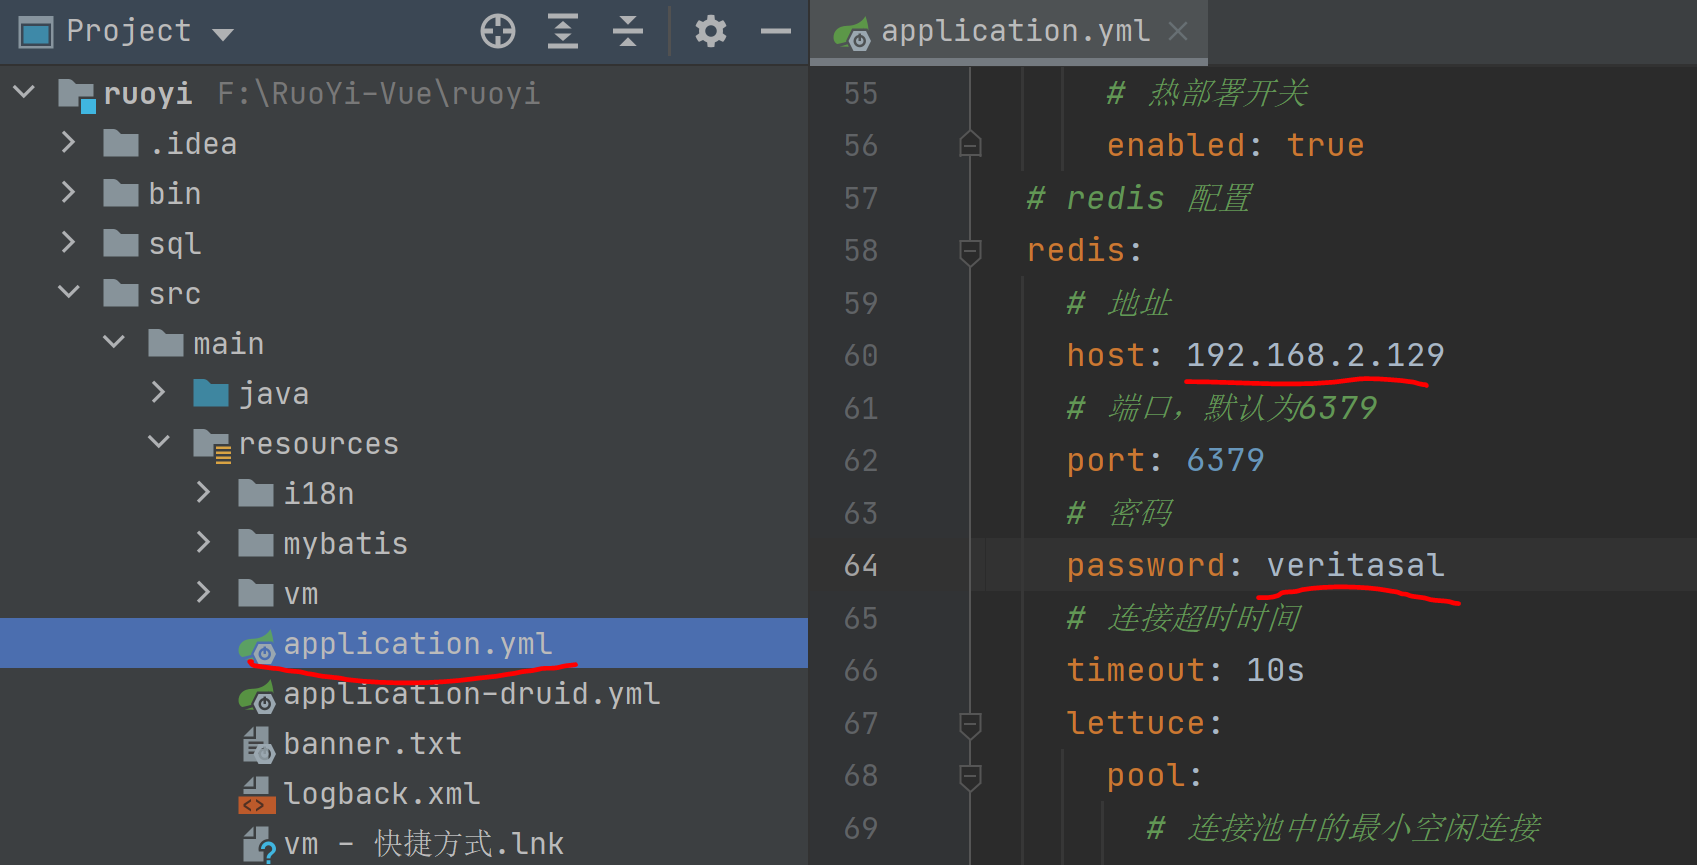 Project
ruoyi F:\RuoYi-Vue\ruoyi
.idea
bin
sql
src
main
java
resources
i18n
mybatis
vm
application.yml
application-druid.yml
banner.txt
logback.xml
vm - 快捷方式.lnk
application.yml
55 # 热部署开关
56 enabled: true
57 # redis 配置
58 redis:
59 # 地址
60 host: 192.168.2.129
61 # 端口，默认为6379
62 port: 6379
63 # 密码
64 password: veritasal
65 # 连接超时时间
66 timeout: 10s
67 lettuce:
68 pool:
69 # 连接池中的最小空闲连接